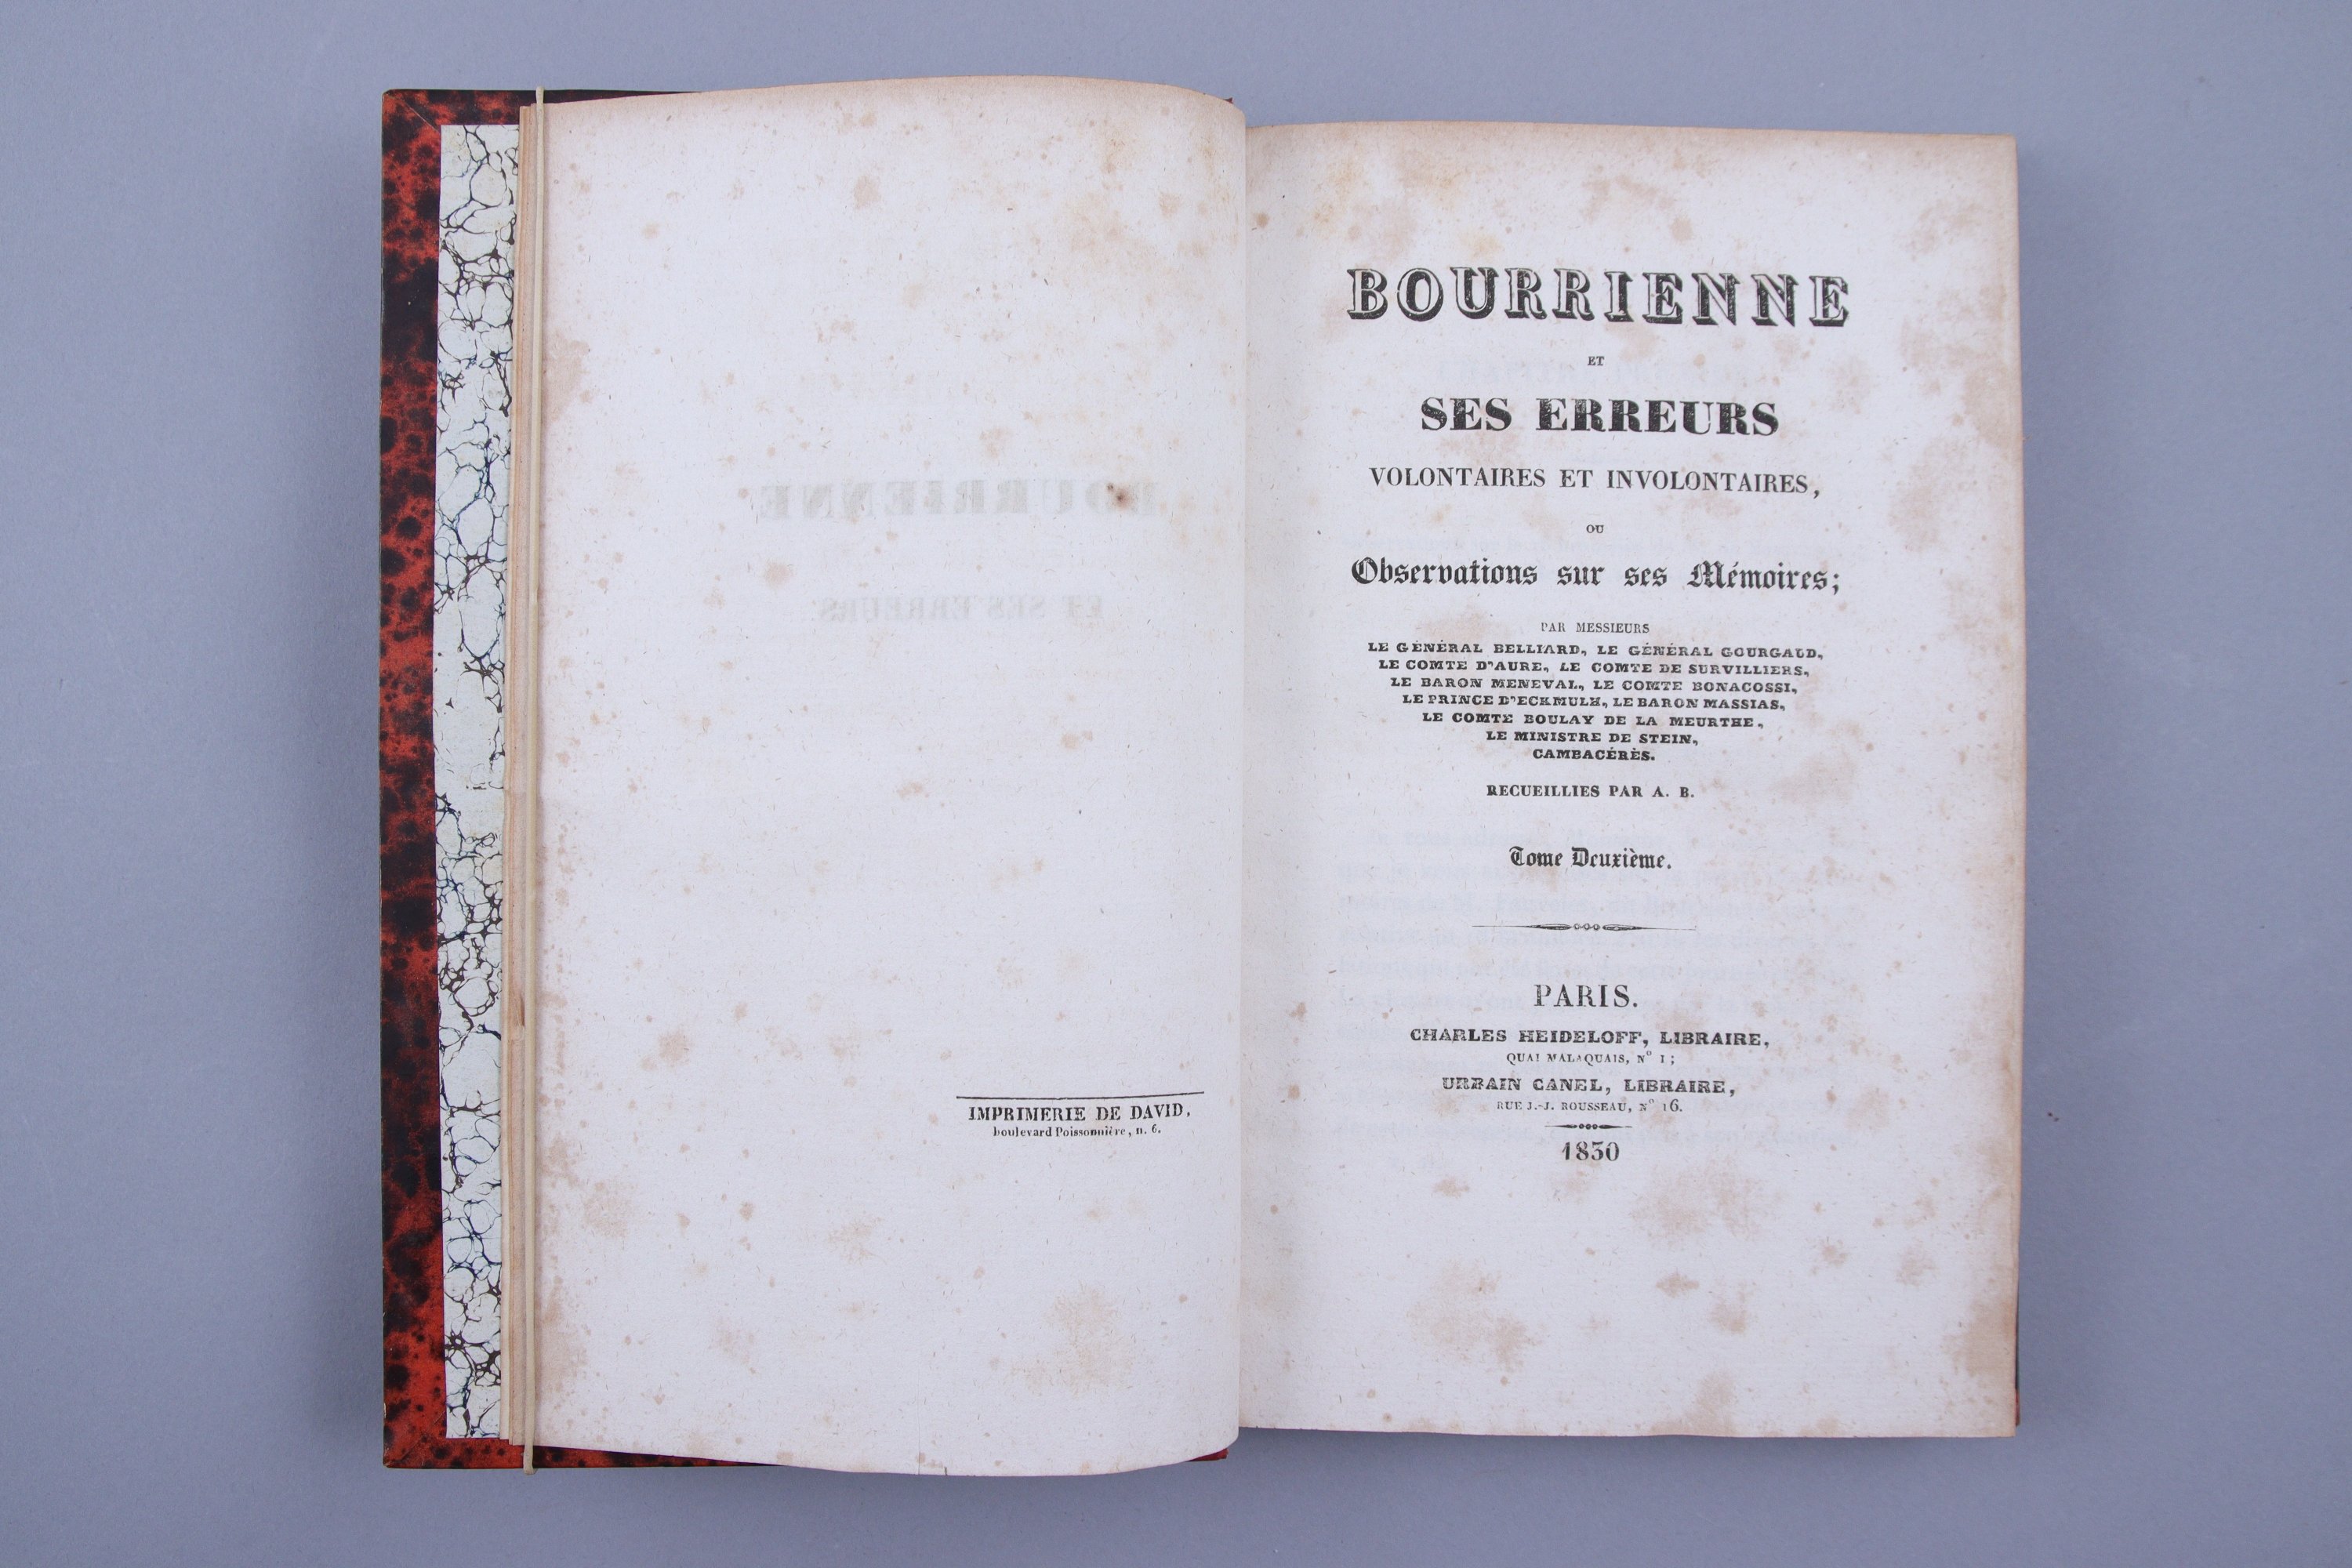 IMPRIMERIE DE DAVID,
boulevard Poissonnière, n. 6.
BOURRIENNE
ET
SES ERREURS
VOLONTAIRES ET INVOLONTAIRES,
OU
Observations sur ses Mémoires;
PAR MESSIEURS
LE GÉNÉRAL BELLIARD, LE GÉNÉRAL GOURGAUD,
LE COMTE D'AURE, LE COMTE DE SURVILLIERS,
LE BARON MENEVAL, LE COMTE BONACOSSI,
LE PRINCE D'ECKMULH, LE BARON MASSIAS,
LE COMTE BOULAY DE LA MEURTHE,
LE MINISTRE DE STEIN,
CAMBACÉRÈS.
RECUEILLIES PAR A. B.
Tome Deuxième.
PARIS.
CHARLES HEIDELOFF, LIBRAIRE,
QUAI MALAQUAIS, N° 1;
URBAIN CANEL, LIBRAIRE,
RUE J.-J. ROUSSEAU, N° 16.
1830